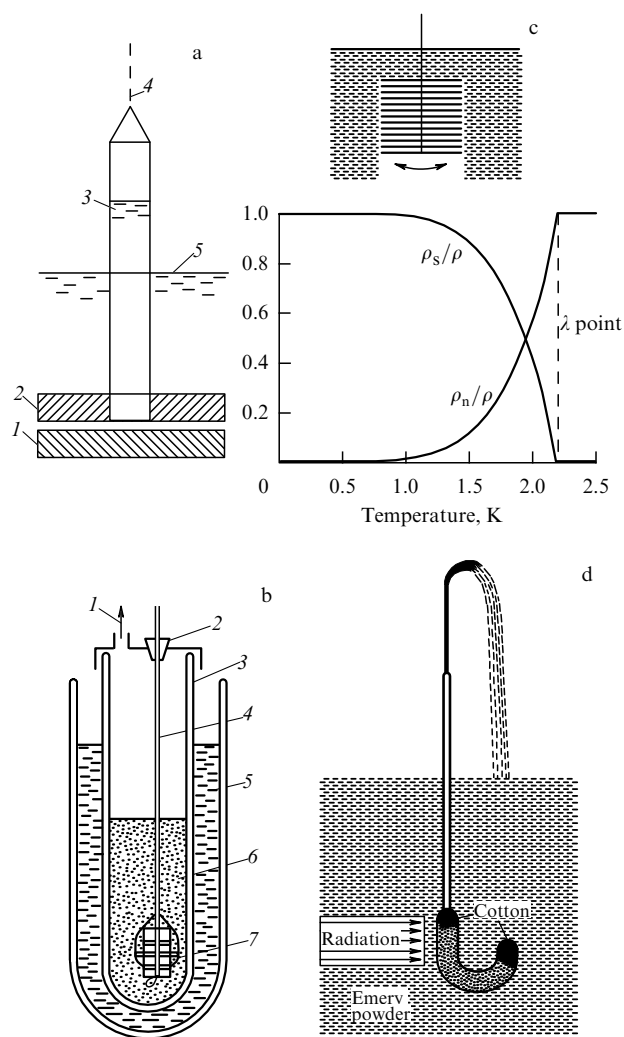 a
4
3
5
2
1
c
1.0
0.8
0.6
0.4
0.2
ρs/ρ
ρn/ρ
λ point
0
0.5
1.0
1.5
2.0
2.5
Temperature, K
b
1
2
3
4
5
6
7
d
Cotton
Radiation
Emerv
powder